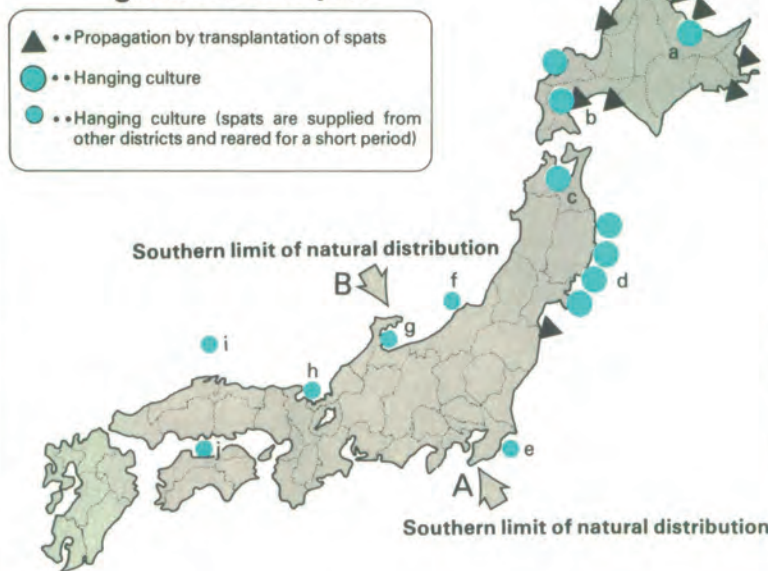 ••Propagation by transplantation of spats
••Hanging culture
••Hanging culture (spats are supplied from
other districts and reared for a short period)
a
b
c
Southern limit of natural distribution
B
f
d
g
i
h
j
e
A
Southern limit of natural distribution